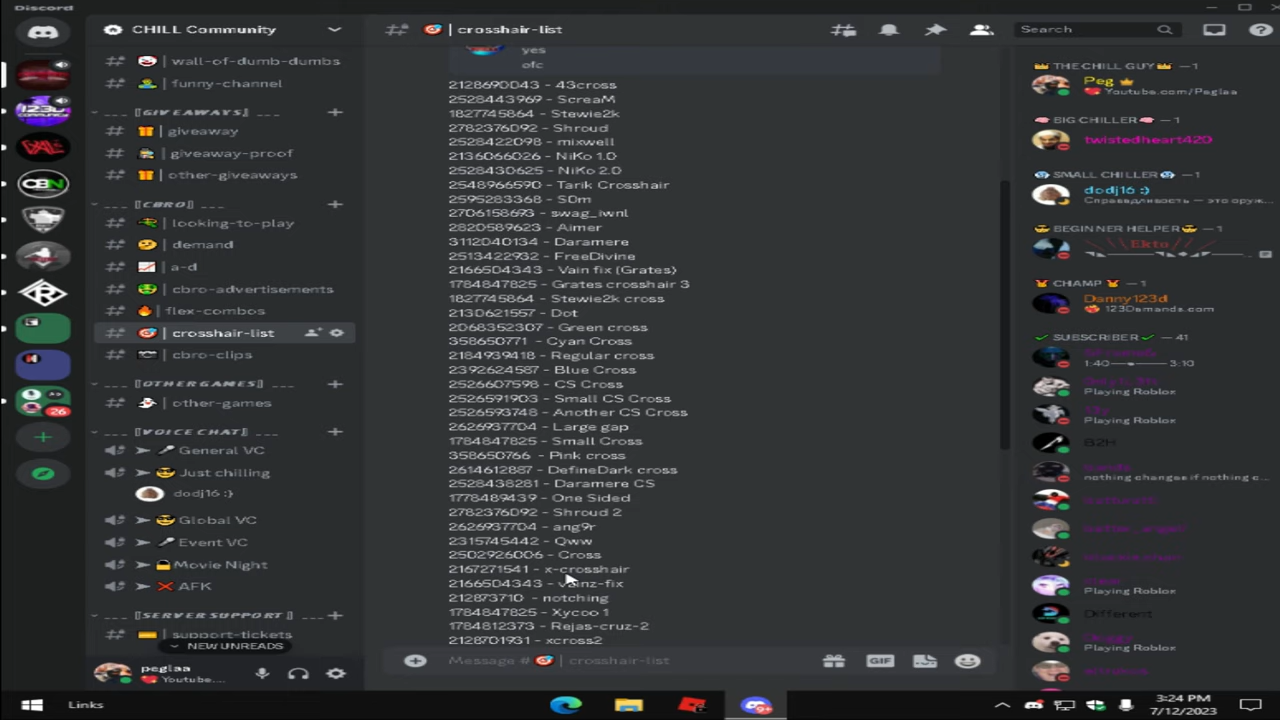 Discord
CHILL Community
| crosshair-list
Search
| wall-of-dumb-dumbs
| funny-channel
[GIVEAWAYS]
| giveaway
| giveaway-proof
| other-giveaways
[CBRO]
| looking-to-play
| demand
| a-d
| cbro-advertisements
| flex-combos
| crosshair-list
| cbro-clips
[OTHER GAMES]
| other-games
[VOICE CHAT]
General VC
Just chilling
dodj16 :)
Global VC
Event VC
Movie Night
AFK
[SERVER SUPPORT]
| support-tickets
NEW UNREADS
peglaa
Youtube....
26
yes
ofc
2128690043 - 43cross
2528443969 - ScreaM
1827745864 - Stewie2k
2782376092 - Shroud
2528422098 - mixwell
2136066026 - NiKo 1.0
2528430625 - NiKo 2.0
2548966590 - Tarik Crosshair
2595283368 - S0m
2706158693 - swag_iwnl
2820589623 - Aimer
3112040134 - Daramere
2513422932 - FreeDivine
2166504343 - Vain fix (Grates)
1784847825 - Grates crosshair 3
1827745864 - Stewie2k cross
2130621557 - Dot
2068352307 - Green cross
358650771 - Cyan Cross
2184939418 - Regular cross
2392624587 - Blue Cross
2526607598 - CS Cross
2526591903 - Small CS Cross
2526593748 - Another CS Cross
2626937704 - Large gap
1784847825 - Small Cross
358650766 - Pink cross
2614612887 - DefineDark cross
2528438281 - Daramere CS
1778489439 - One Sided
2782376092 - Shroud 2
2626937704 - ang9r
2315745442 - Qww
2502926006 - Cross
2167271541 - x-crosshair
2166504343 - vainz-fix
212873710 - notching
1784847825 - Xycoo 1
1784812373 - Rejas-cruz-2
2128701931 - xcross2
Message # | crosshair-list
GIF
THE CHILL GUY — 1
Peg
Youtube.com/Peglaa
BIG CHILLER — 1
twistedheart420
SMALL CHILLER — 1
dodj16 :)
Справедливость — это оруж...
BEGINNER HELPER — 1
Ekto
CHAMP — 1
Danny123d
123Demands.com
SUBSCRIBER — 41
1:40 3:10
Playing Roblox
Playing Roblox
B2H
nothing changes if nothing c...
Playing Roblox
Different
Playing Roblox
Links
3:24 PM
7/12/2023